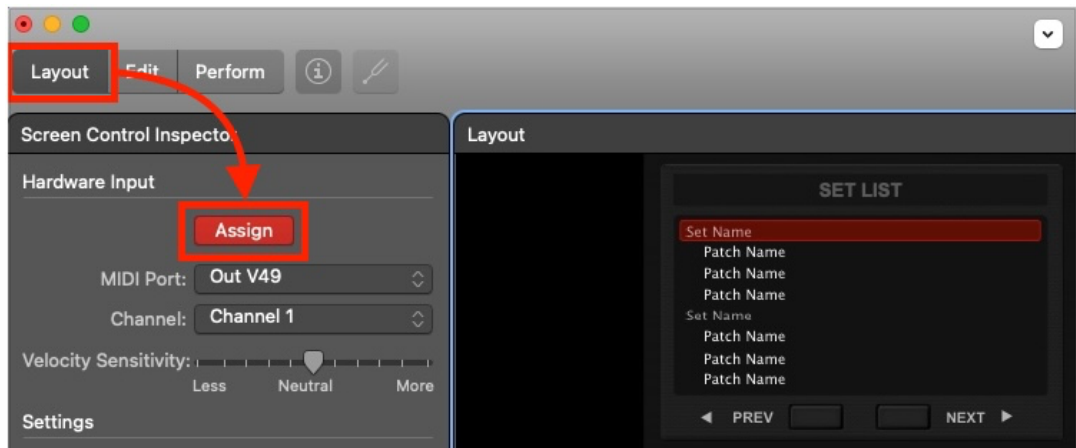 Layout Edit Perform
Screen Control Inspector
Layout
Hardware Input
Assign
MIDI Port: Out V49
Channel: Channel 1
Velocity Sensitivity:
Less Neutral More
Settings
SET LIST
Set Name
Patch Name
Patch Name
Patch Name
Set Name
Patch Name
Patch Name
Patch Name
PREV NEXT